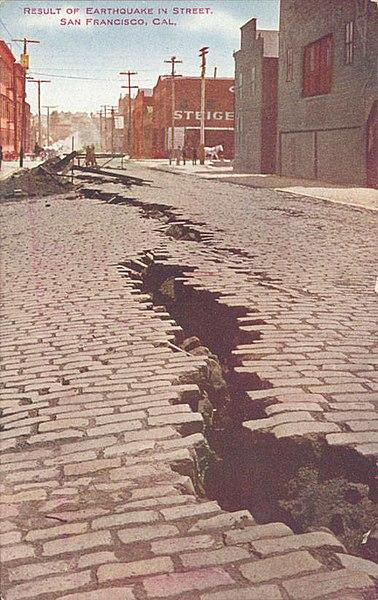 RESULT OF EARTHQUAKE IN STREET,
SAN FRANCISCO, CAL,
STEIGE